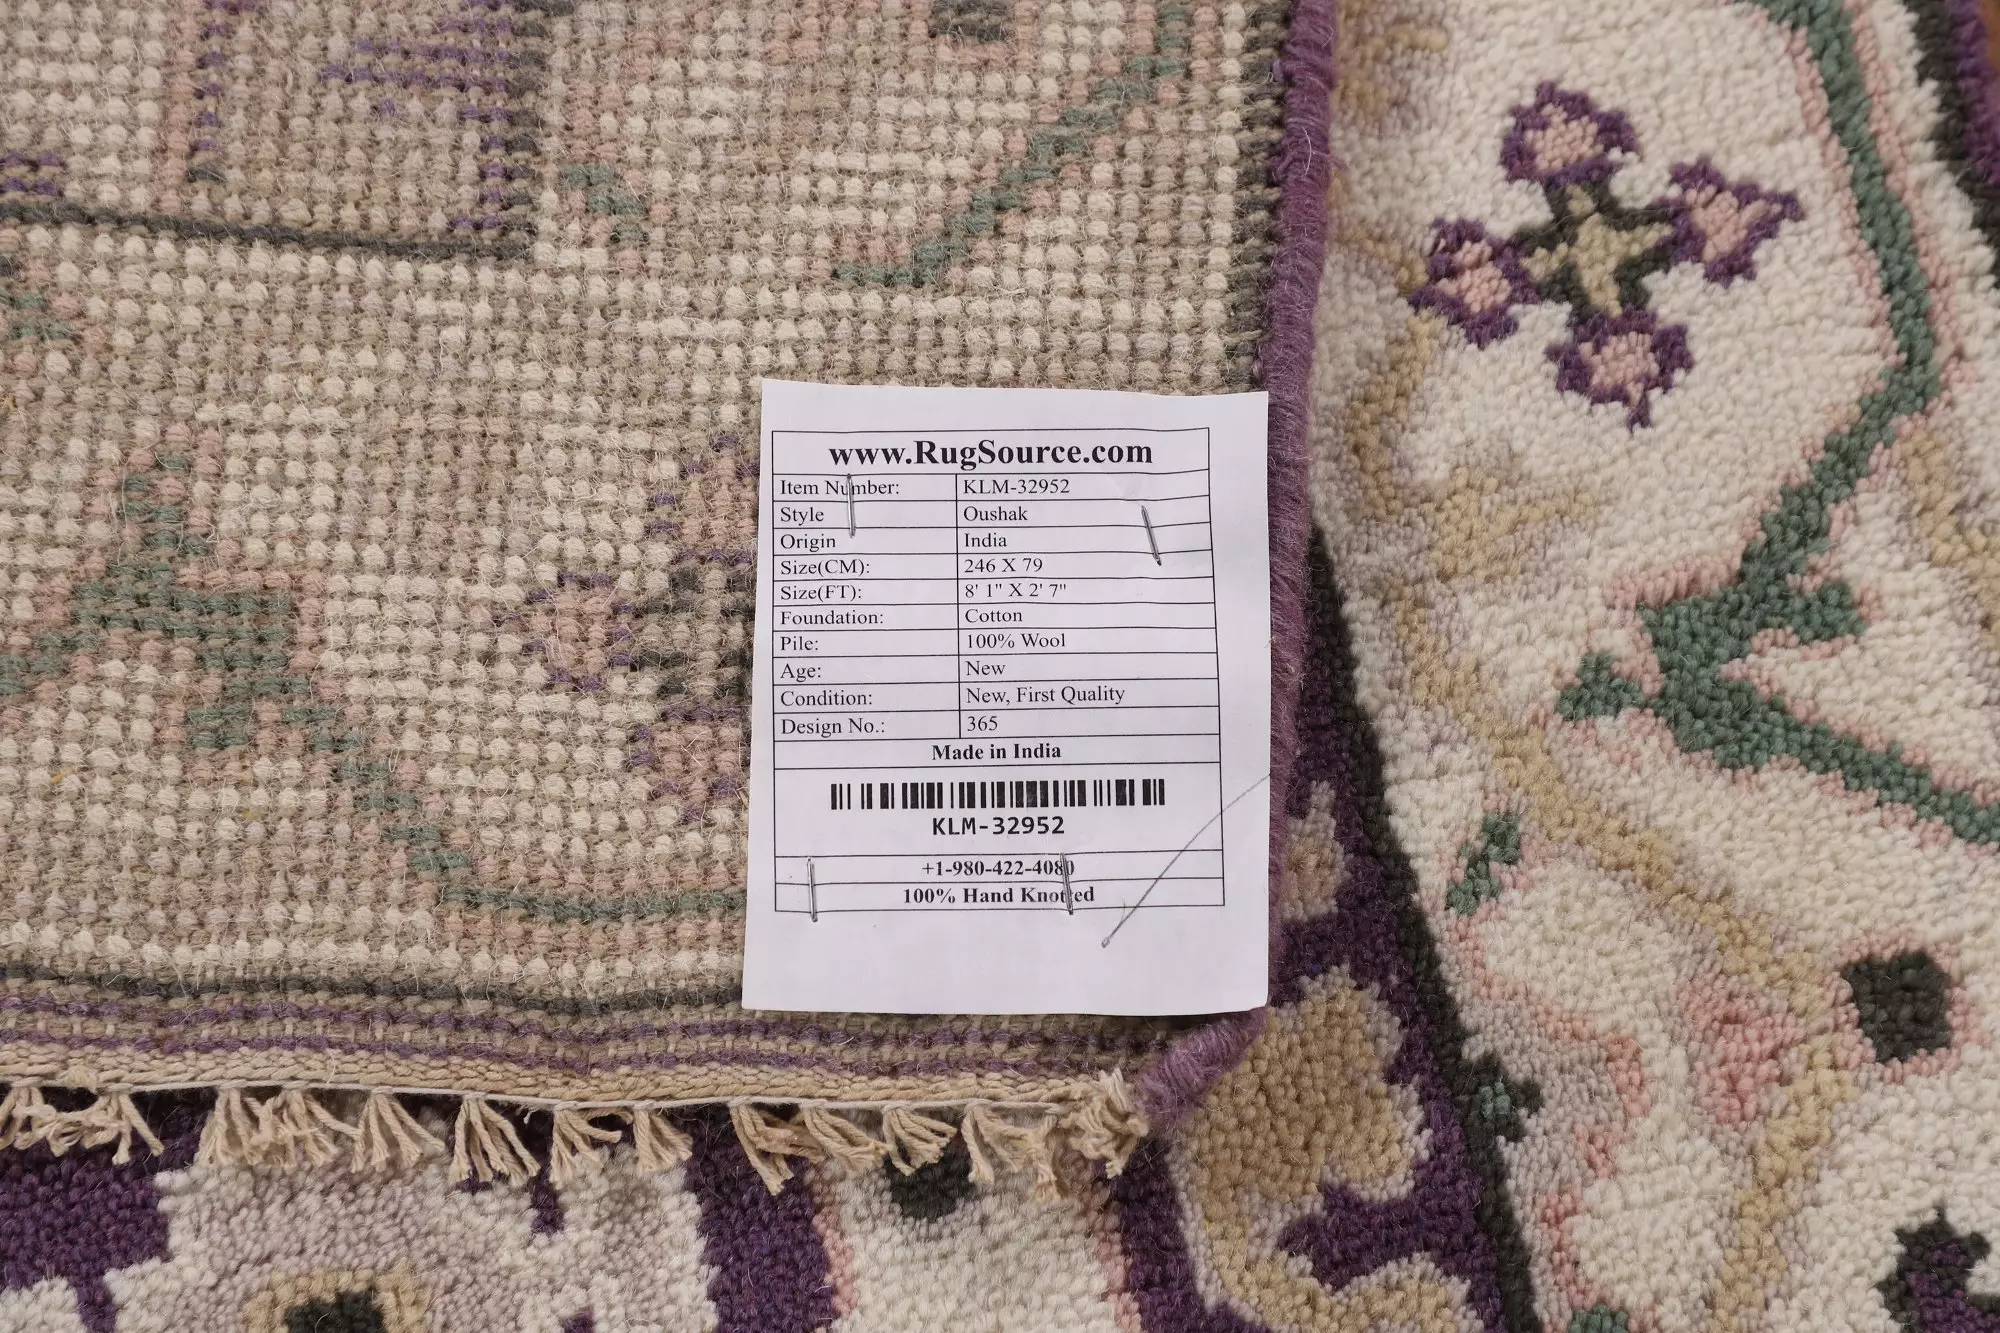 www.RugSource.com
Item Number: KLM-32952
Style Oushak
Origin India
Size(CM): 246 X 79
Size(FT): 8' 1" X 2' 7"
Foundation: Cotton
Pile: 100% Wool
Age: New
Condition: New, First Quality
Design No.: 365
Made in India
KLM-32952
+1-980-422-4080
100% Hand Knotted